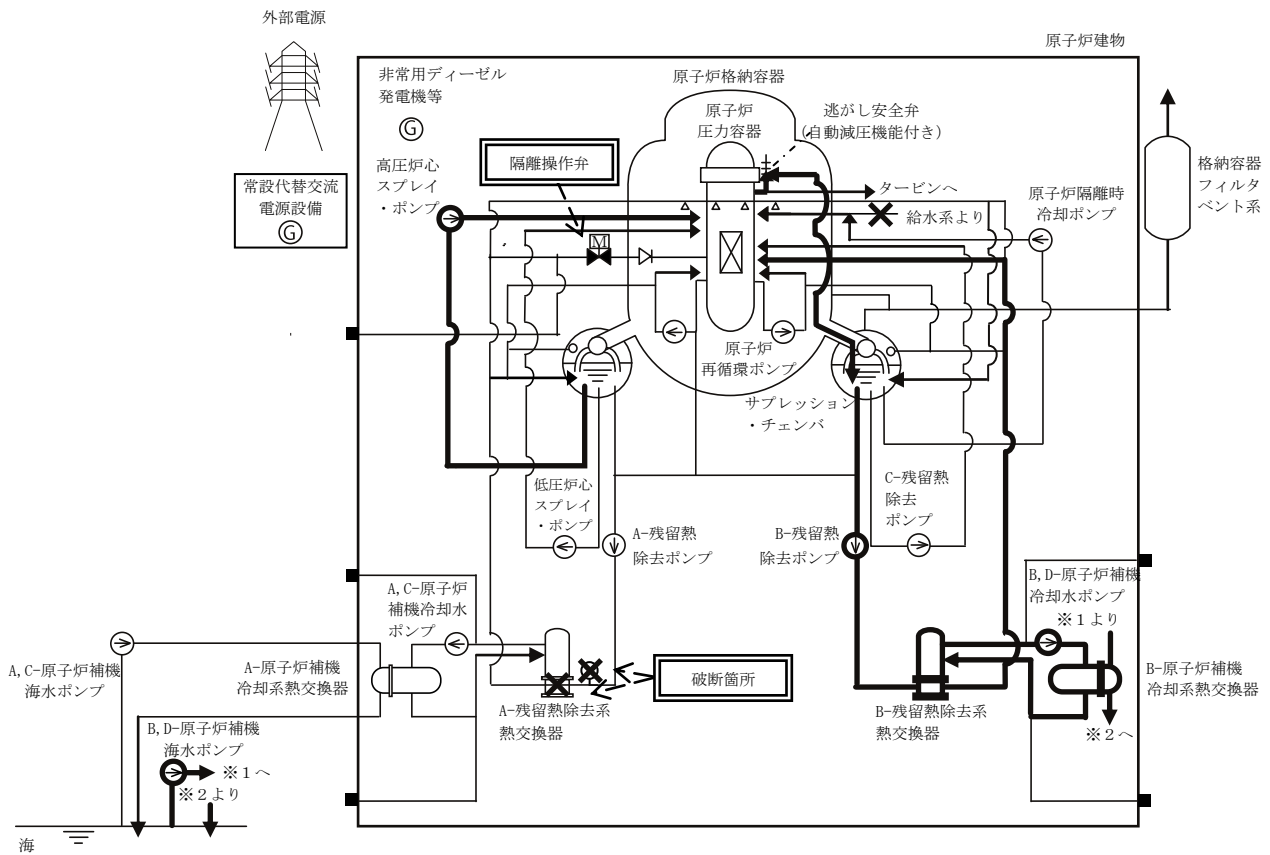 外部電源
原子炉建物
非常用ディーゼル
発電機等
G
原子炉格納容器
原子炉
圧力容器
逃がし安全弁
(自動減圧機能付き)
隔離操作弁
高圧炉心
スプレイ
・ポンプ
常設代替交流
電源設備
G
タービンへ
給水系より
原子炉隔離時
冷却ポンプ
格納容器
フィルタ
ベント系
M
原子炉
再循環ポンプ
サプレッション
・チェンバ
低圧炉心
スプレイ
・ポンプ
A-残留熱
除去ポンプ
B-残留熱
除去ポンプ
C-残留熱
除去
ポンプ
A,C-原子炉
補機冷却水
ポンプ
B,D-原子炉補機
冷却水ポンプ
※1より
A,C-原子炉補機
海水ポンプ
A-原子炉補機
冷却系熱交換器
破断箇所
B-原子炉補機
冷却系熱交換器
A-残留熱除去系
熱交換器
B-残留熱除去系
熱交換器
※2へ
B,D-原子炉補機
海水ポンプ
※1へ
※2より
海